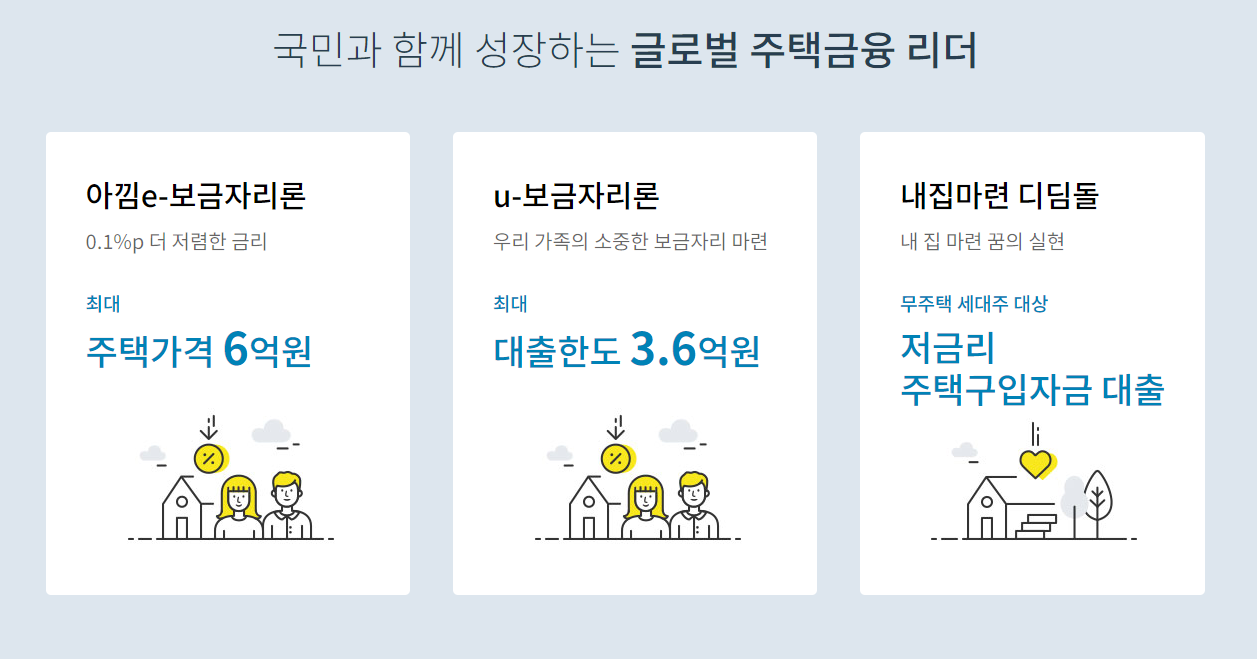 국민과 함께 성장하는 글로벌 주택금융 리더
아낌e-보금자리론
0.1%p 더 저렴한 금리
최대
주택가격 6억원
u-보금자리론
우리 가족의 소중한 보금자리 마련
최대
대출한도 3.6억원
내집마련 디딤돌
내 집 마련 꿈의 실현
무주택 세대주 대상
저금리
주택구입자금 대출